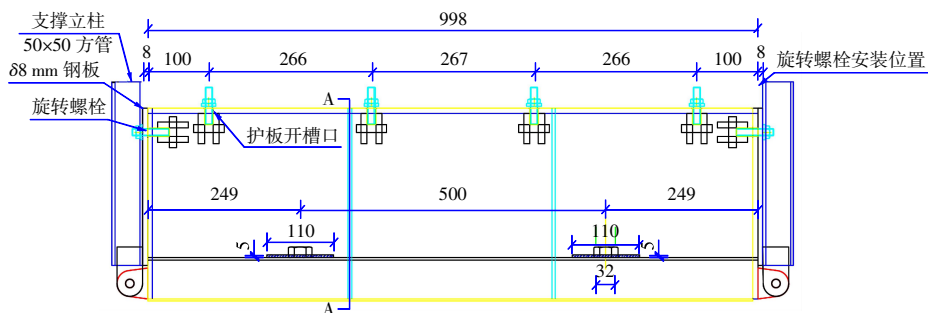 998
支撑立柱
50×50 方管
δ8 mm 钢板
旋转螺栓
8
100
266
267
266
100
8
旋转螺栓安装位置
A
护板开槽口
249
500
249
110
110
5
5
32
A